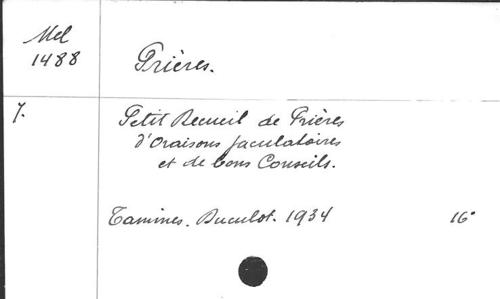 Mel
1488
Prières.
7.
Petit Recueil de Prières
d'Oraisons jaculatoires
et de bons Conseils.
Tamines. Duculot. 1934 16°